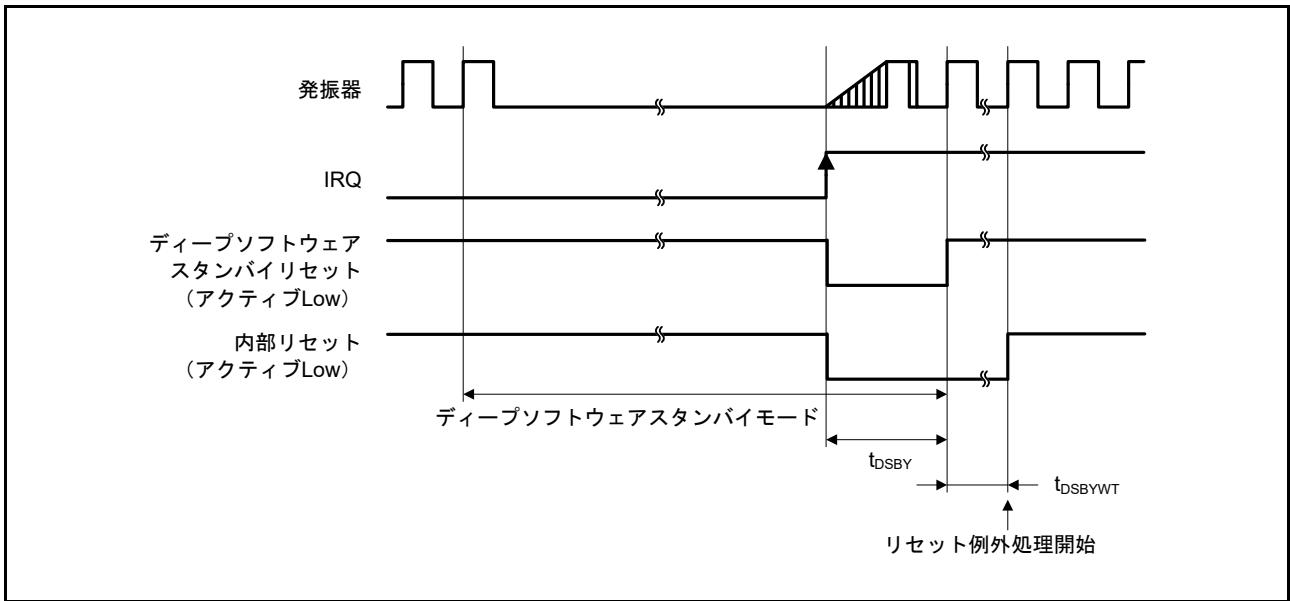 発振器
IRQ
ディープソフトウェア
スタンバイリセット
（アクティブLow）
内部リセット
（アクティブLow）
ディープソフトウェアスタンバイモード
tDSBY
tDSBYWT
リセット例外処理開始